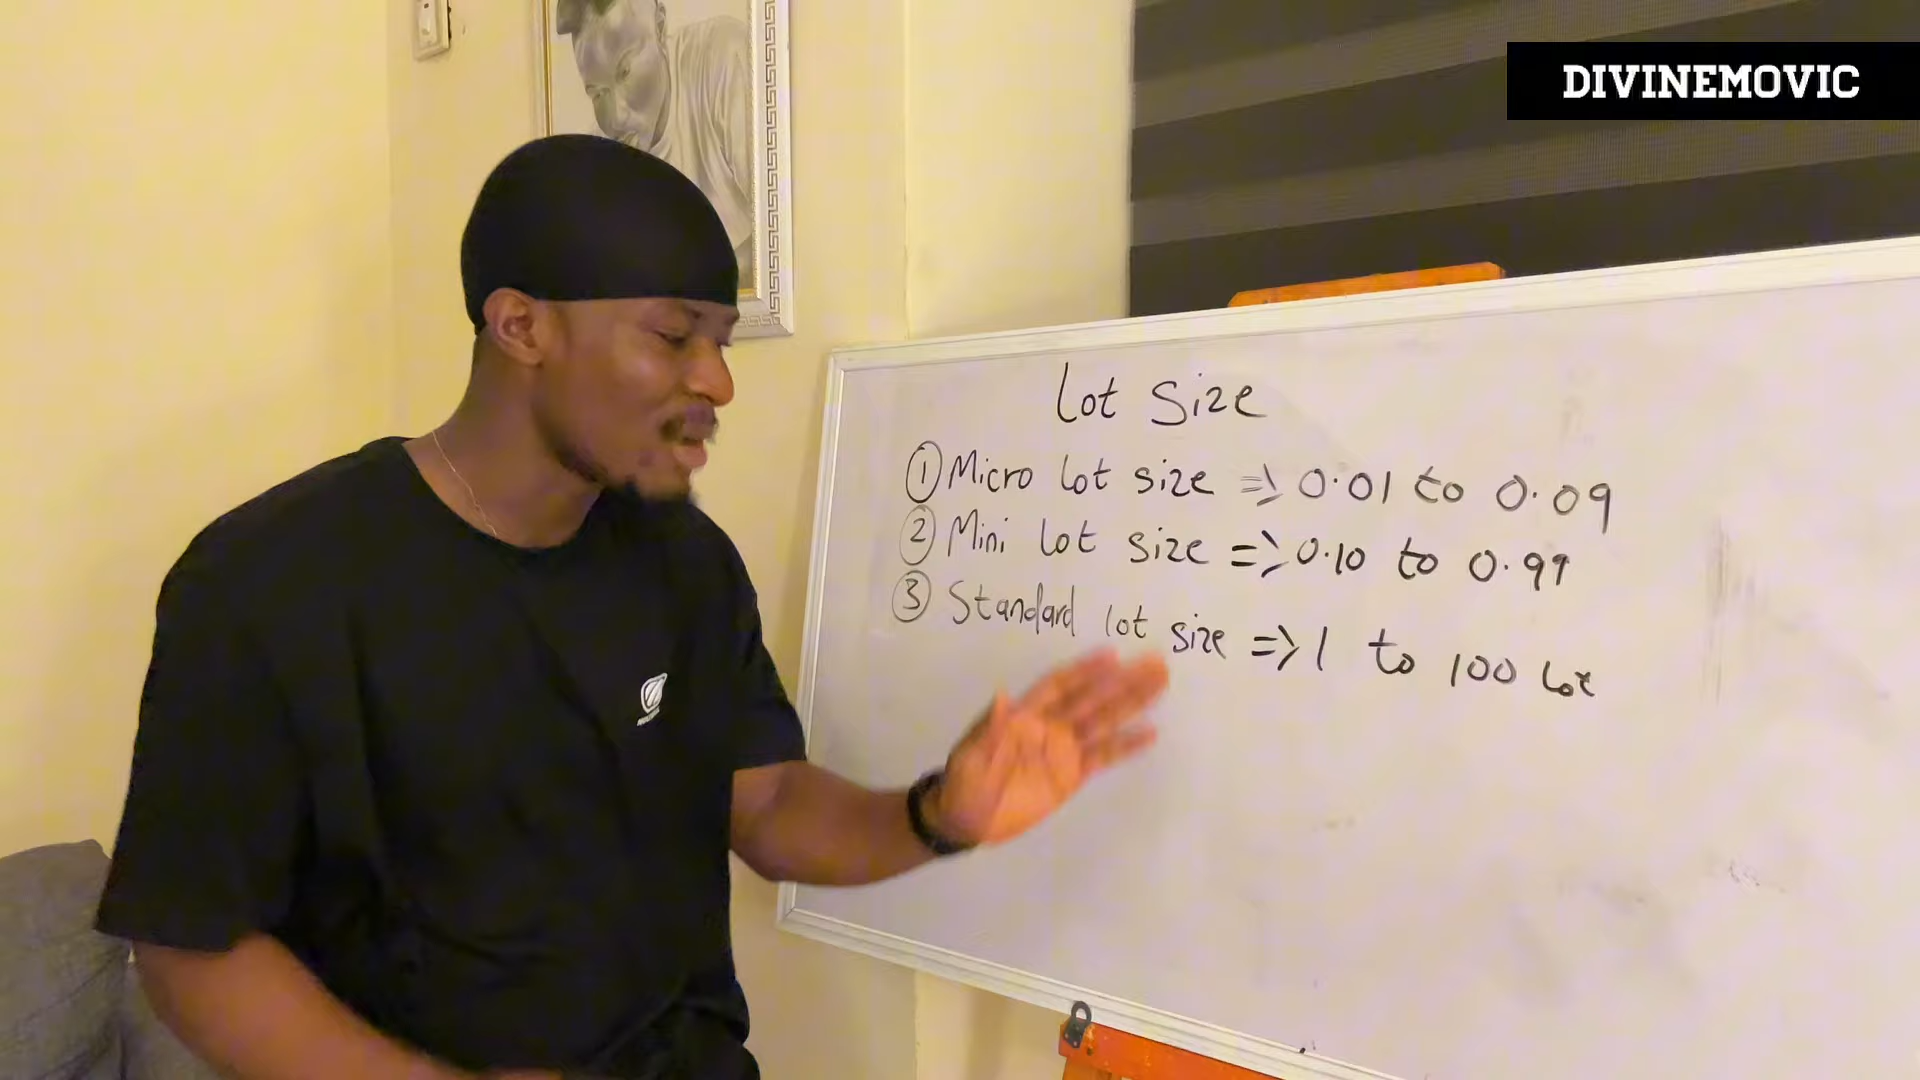 DIVINEMOVIC
Lot Size
① Micro lot size => 0.01 to 0.09
② Mini lot size => 0.10 to 0.99
③ Standard lot size => 1 to 100 Lot